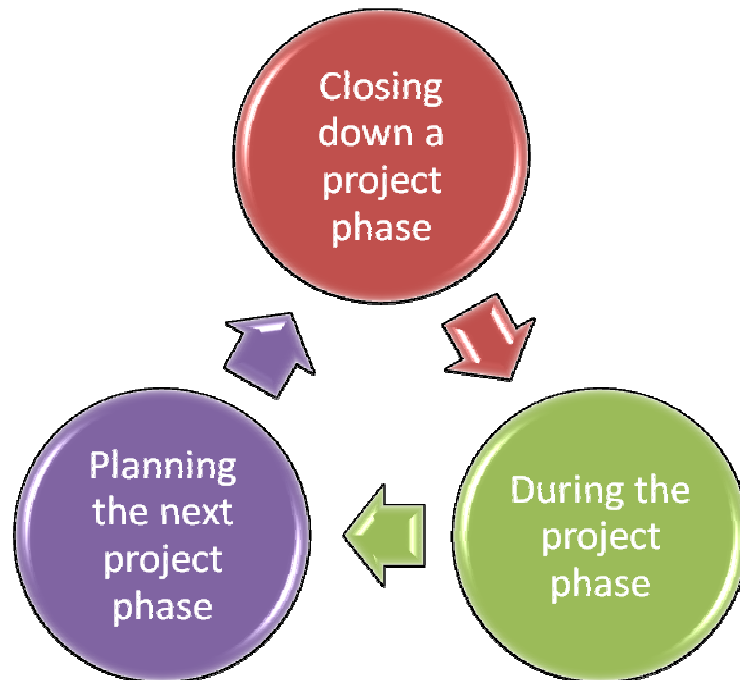 Closing
down a
project
phase
Planning
the next
project
phase
During the
project
phase